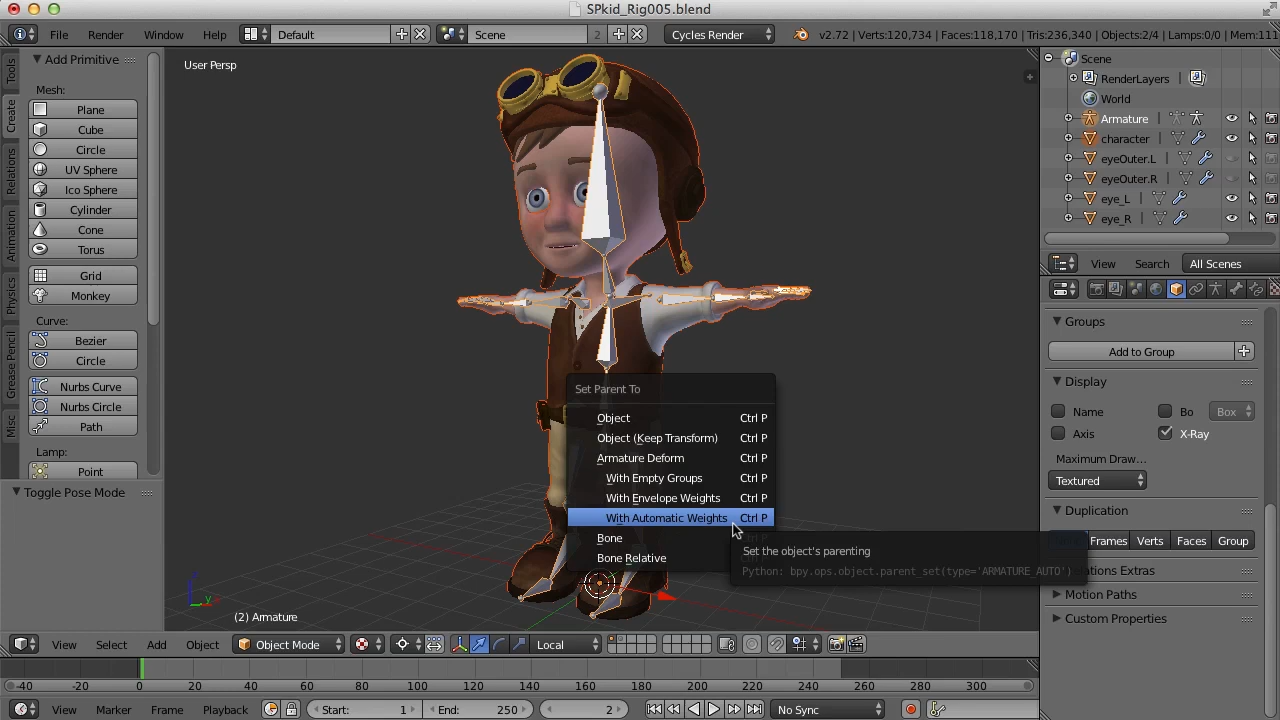 SPkid_Rig005.blend
File Render Window Help Default Scene 2 Cycles Render v2.72 | Verts:120,734 | Faces:118,170 | Tris:236,340 | Objects:2/4 | Lamps:0/0 | Mem:111
Tools
Create
Relations
Animation
Physics
Grease Pencil
Misc
Add Primitive
Mesh:
Plane
Cube
Circle
UV Sphere
Ico Sphere
Cylinder
Cone
Torus
Grid
Monkey
Curve:
Bezier
Circle
Nurbs Curve
Nurbs Circle
Path
Lamp:
Point
Toggle Pose Mode
User Persp
Set Parent To
Object Ctrl P
Object (Keep Transform) Ctrl P
Armature Deform Ctrl P
With Empty Groups Ctrl P
With Envelope Weights Ctrl P
With Automatic Weights Ctrl P
Bone Ctrl P
Bone Relative
Set the object's parenting
Python: bpy.ops.object.parent_set(type='ARMATURE_AUTO')
z
y
(2) Armature
View Select Add Object Object Mode Local
-40 -20 0 20 40 60 80 100 120 140 160 180 200 220 240 260 280 300
View Marker Frame Playback Start: 1 End: 250 2 No Sync
Scene
RenderLayers
World
Armature
character
eyeOuter.L
eyeOuter.R
eye_L
eye_R
View Search All Scenes
Groups
Add to Group
Display
Name Bo Box
Axis X-Ray
Maximum Draw...
Textured
Duplication
Frames Verts Faces Group
ations Extras
Motion Paths
Custom Properties